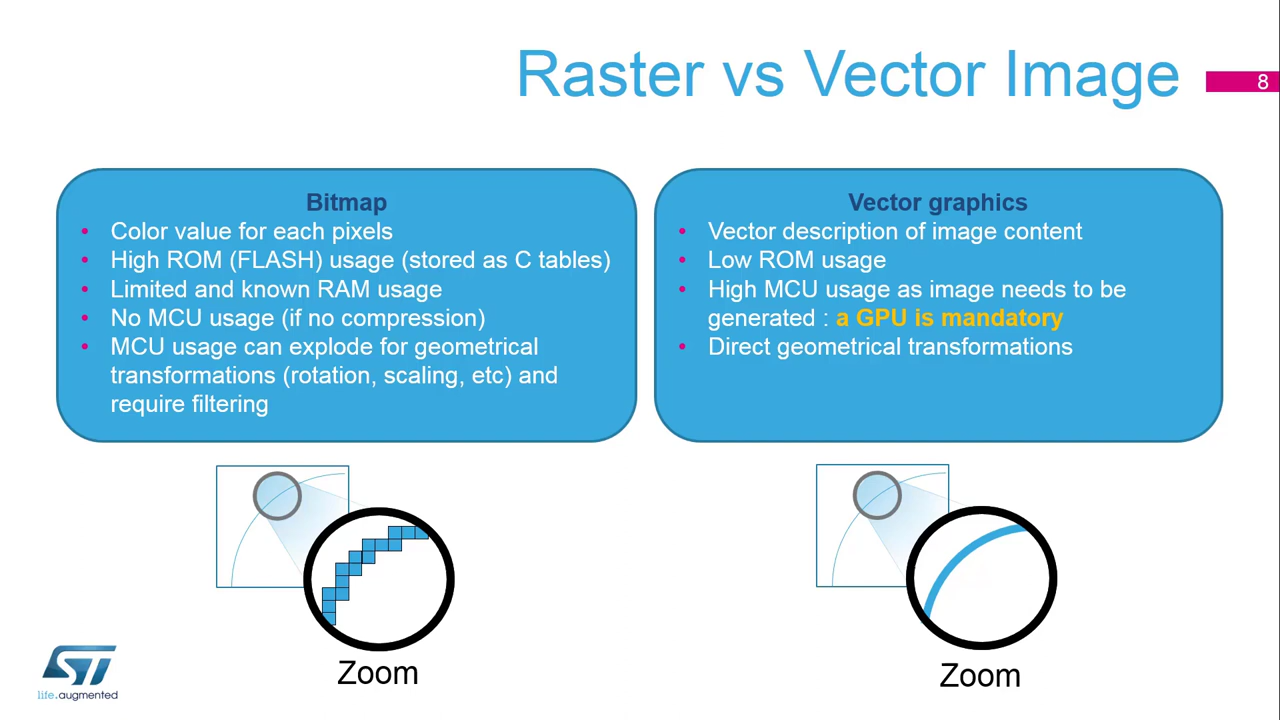 Raster vs Vector Image
8
Bitmap
• Color value for each pixels
• High ROM (FLASH) usage (stored as C tables)
• Limited and known RAM usage
• No MCU usage (if no compression)
• MCU usage can explode for geometrical
transformations (rotation, scaling, etc) and
require filtering
Vector graphics
• Vector description of image content
• Low ROM usage
• High MCU usage as image needs to be
generated : a GPU is mandatory
• Direct geometrical transformations
Zoom
Zoom
ST
life.augmented